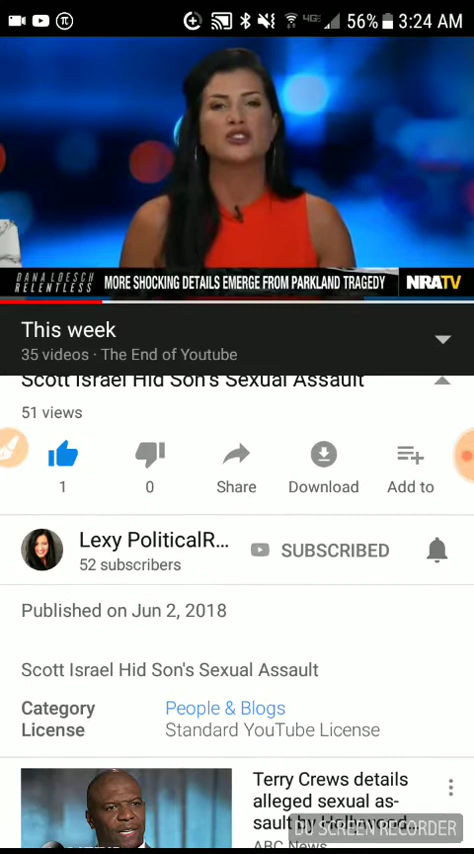 4G 56% 3:24 AM
DANA LOESCH
RELENTLESS
MORE SHOCKING DETAILS EMERGE FROM PARKLAND TRAGEDY
NRATV
This week
35 videos · The End of Youtube
Scott Israel Hid Son's Sexual Assault
51 views
1 0 Share Download Add to
Lexy PoliticalR... SUBSCRIBED
52 subscribers
Published on Jun 2, 2018
Scott Israel Hid Son's Sexual Assault
Category People & Blogs
License Standard YouTube License
Terry Crews details
alleged sexual as-
sault by Hollywood...
DU SCREEN RECORDER
ABC News